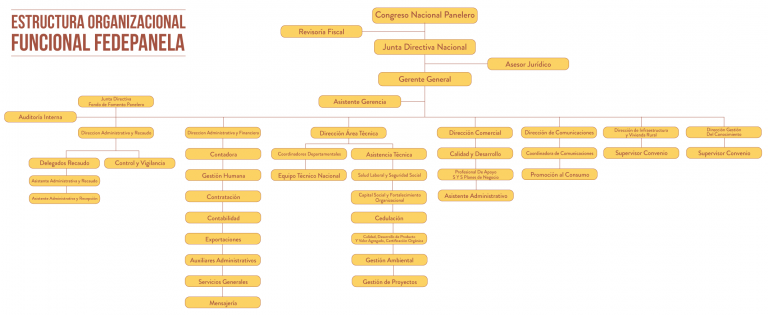 ESTRUCTURA ORGANIZACIONAL
FUNCIONAL FEDEPANELA
Congreso Nacional Panelero
Revisoría Fiscal
Junta Directiva Nacional
Asesor Jurídico
Gerente General
Asistente Gerencia
Junta Directiva
Fondo de Fomento Panelero
Auditoría Interna
Dirección Administrativa y Recaudo
Delegados Recaudo
Control y Vigilancia
Asistente Administrativa y Recaudo
Asistente Administrativa y Recepción
Dirección Administrativa y Financiera
Contadora
Gestión Humana
Contratación
Contabilidad
Exportaciones
Auxiliares Administrativos
Servicios Generales
Mensajería
Dirección Área Técnica
Coordinadores Departamentales
Equipo Técnico Nacional
Asistencia Técnica
Salud Laboral y Seguridad Social
Capital Social y Fortalecimiento
Organizacional
Cedulación
Calidad, Desarrollo de Producto
Y Valor Agregado, Certificación Orgánica
Gestión Ambiental
Gestión de Proyectos
Dirección Comercial
Calidad y Desarrollo
Profesional De Apoyo
Asistente Administrativo
Dirección de Comunicaciones
Coordinadora de Comunicaciones
Promoción al Consumo
Dirección de Infraestructura
y Vivienda Rural
Supervisor Convenio
Dirección Gestión
Del Conocimiento
Supervisor Convenio